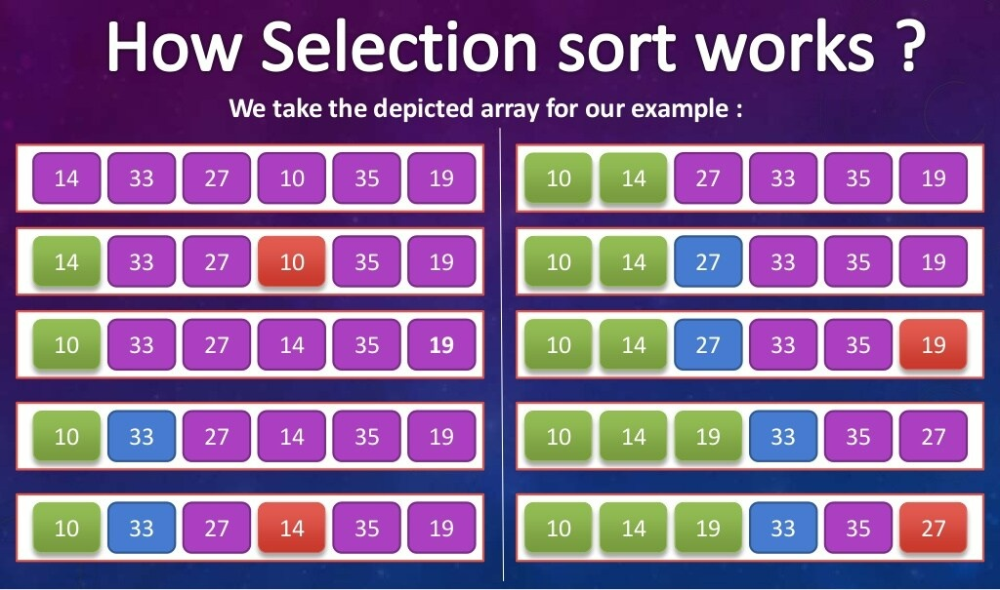 How Selection sort works ?
We take the depicted array for our example :
14 33 27 10 35 19
14 33 27 10 35 19
10 33 27 14 35 19
10 33 27 14 35 19
10 33 27 14 35 19
10 14 27 33 35 19
10 14 27 33 35 19
10 14 27 33 35 19
10 14 19 33 35 27
10 14 19 33 35 27